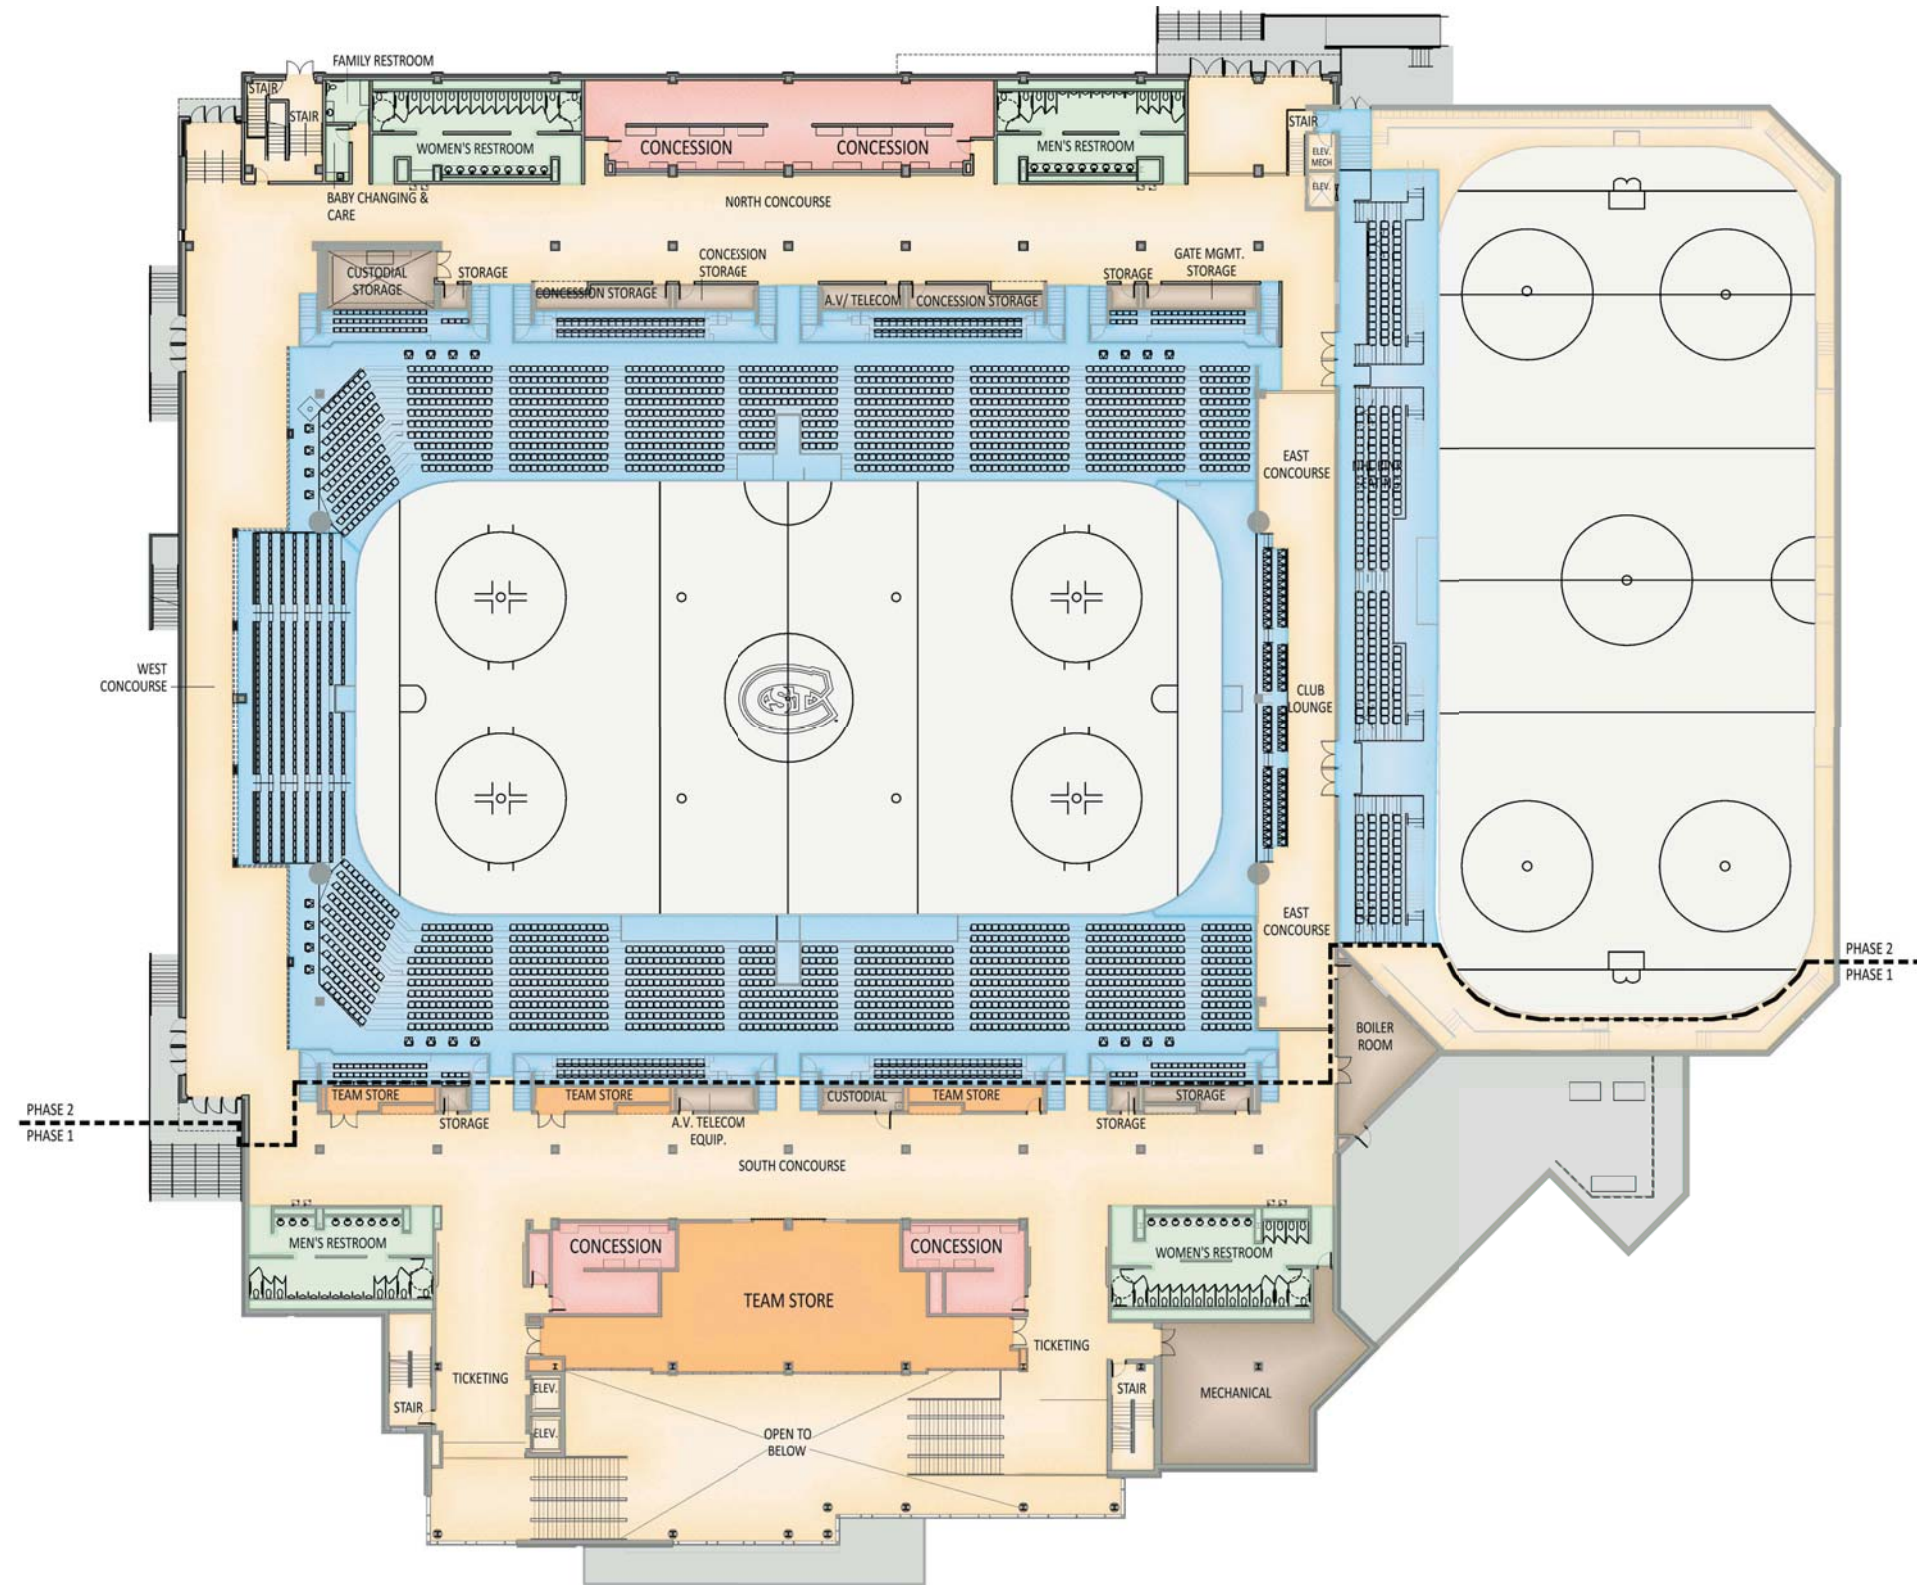 FAMILY RESTROOM
STAIR
STAIR
STAIR
WOMEN'S RESTROOM
CONCESSION
CONCESSION
MEN'S RESTROOM
ELEV.
MECH
ELEV.
BABY CHANGING &
CARE
NORTH CONCOURSE
CUSTODIAL
STORAGE
STORAGE
CONCESSION
STORAGE
GATE MGMT.
STORAGE
STORAGE
CONCESSION STORAGE
A.V/ TELECOM
CONCESSION STORAGE
EAST
CONCOURSE
WEST
CONCOURSE
CLUB
LOUNGE
EAST
CONCOURSE
PHASE 2
PHASE 1
BOILER
ROOM
TEAM STORE
TEAM STORE
CUSTODIAL
TEAM STORE
STORAGE
PHASE 2
PHASE 1
STORAGE
A.V. TELECOM
EQUIP.
STORAGE
SOUTH CONCOURSE
MEN'S RESTROOM
CONCESSION
CONCESSION
WOMEN'S RESTROOM
TEAM STORE
TICKETING
TICKETING
ELEV.
STAIR
STAIR
MECHANICAL
ELEV.
OPEN TO
BELOW